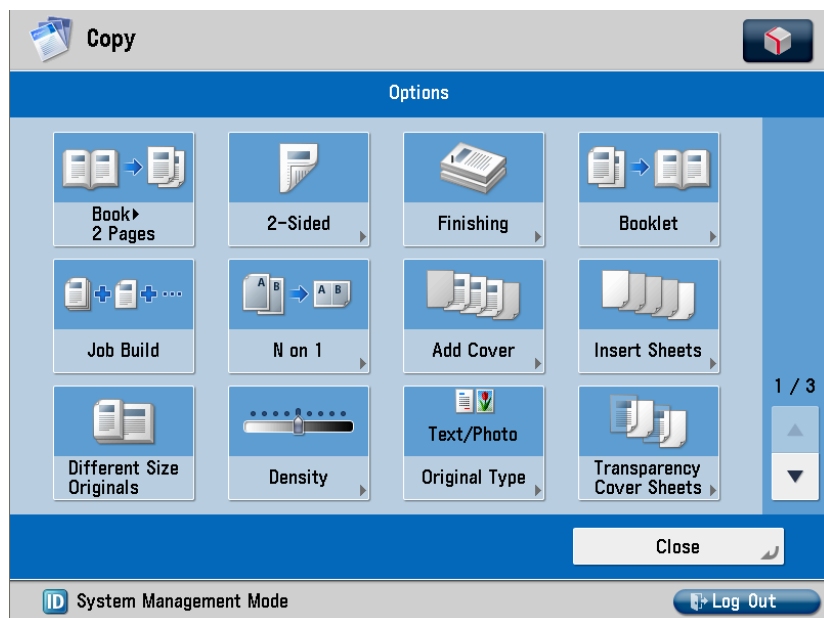 Copy
Options
Book▸
2 Pages
2-Sided
Finishing
Booklet
Job Build
A B → A B
N on 1
Add Cover
Insert Sheets
1 / 3
Different Size
Originals
Density
Text/Photo
Original Type
Transparency
Cover Sheets
Close
ID System Management Mode
Log Out